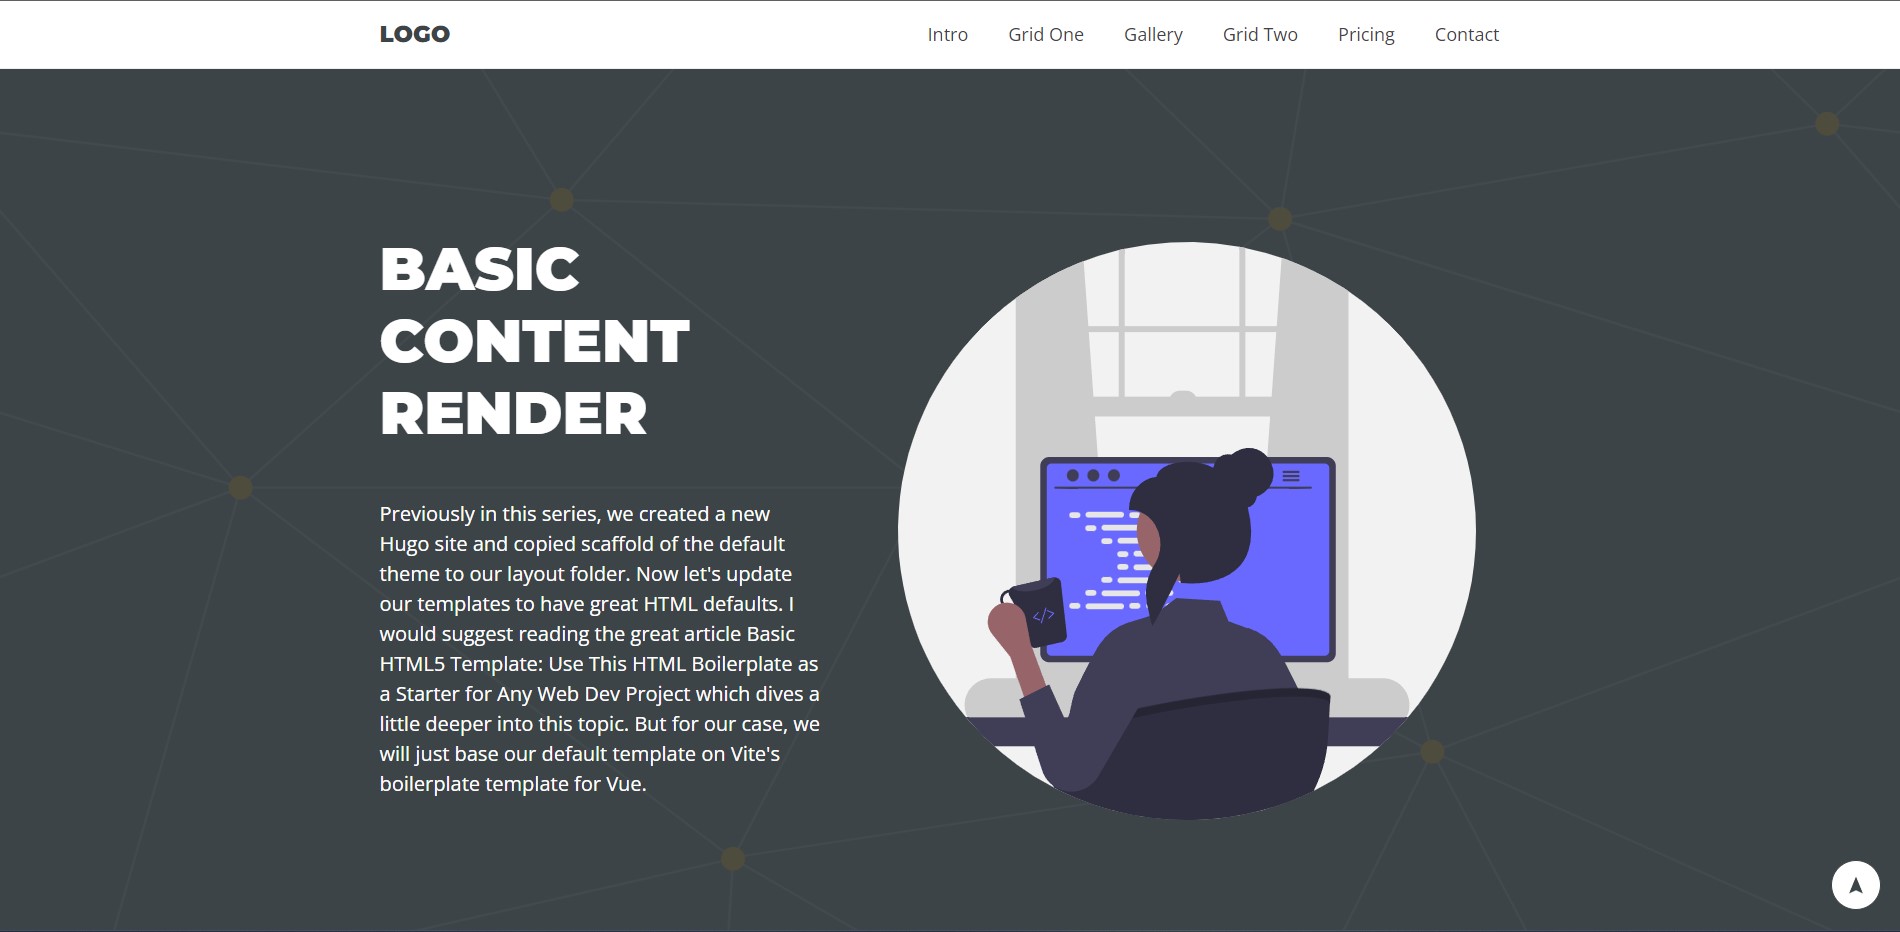 LOGO
Intro Grid One Gallery Grid Two Pricing Contact
BASIC
CONTENT
RENDER
Previously in this series, we created a new
Hugo site and copied scaffold of the default
theme to our layout folder. Now let's update
our templates to have great HTML defaults. I
would suggest reading the great article Basic
HTML5 Template: Use This HTML Boilerplate as
a Starter for Any Web Dev Project which dives a
little deeper into this topic. But for our case, we
will just base our default template on Vite's
boilerplate template for Vue.
</>